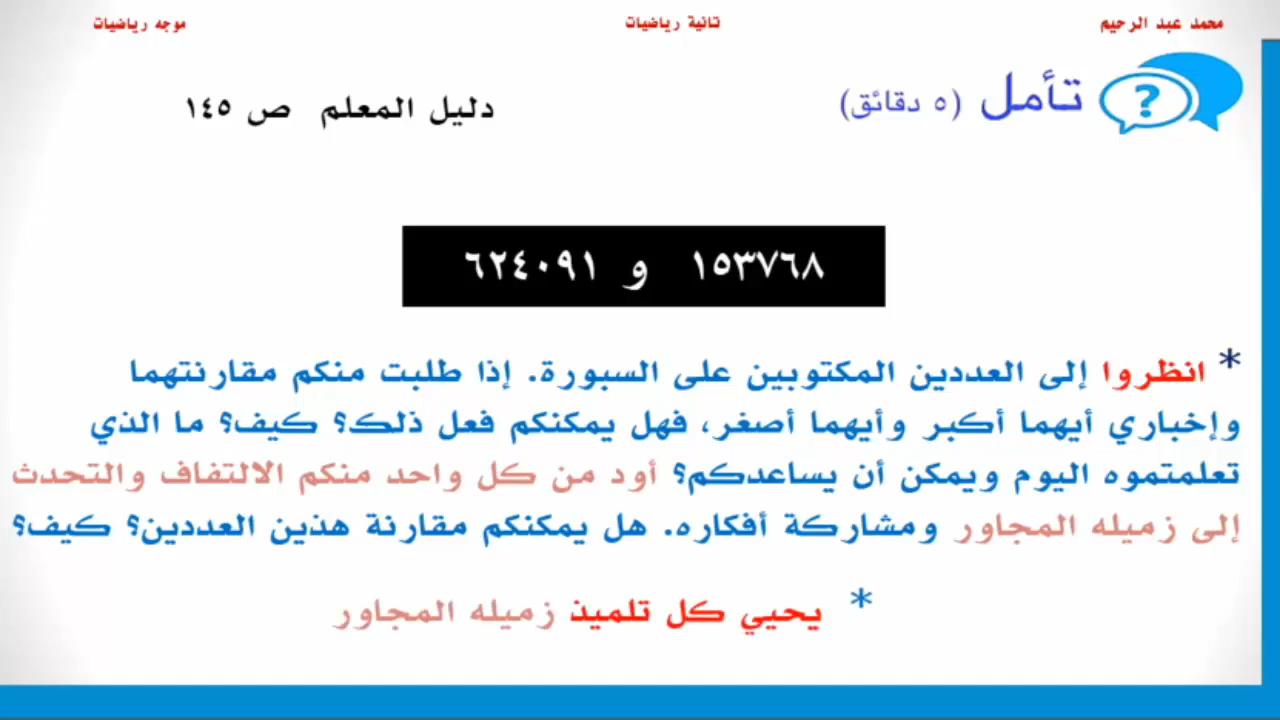 محمد عبد الرحيم
تانية رياضيات
موجه رياضيات
تأمل (٥ دقائق)
دليل المعلم ص ١٤٥
?
١٥٣٧٦٨ و ٦٢٤٠٩١
* انظروا إلى العددين المكتوبين على السبورة. إذا طلبت منكم مقارنتهما
وإخباري أيهما أكبر وأيهما أصغر، فهل يمكنكم فعل ذلك؟ كيف؟ ما الذي
تعلمتموه اليوم ويمكن أن يساعدكم؟ أود من كل واحد منكم الالتفاف والتحدث
إلى زميله المجاور ومشاركة أفكاره. هل يمكنكم مقارنة هذين العددين؟ كيف؟
* يحيي كل تلميذ زميله المجاور